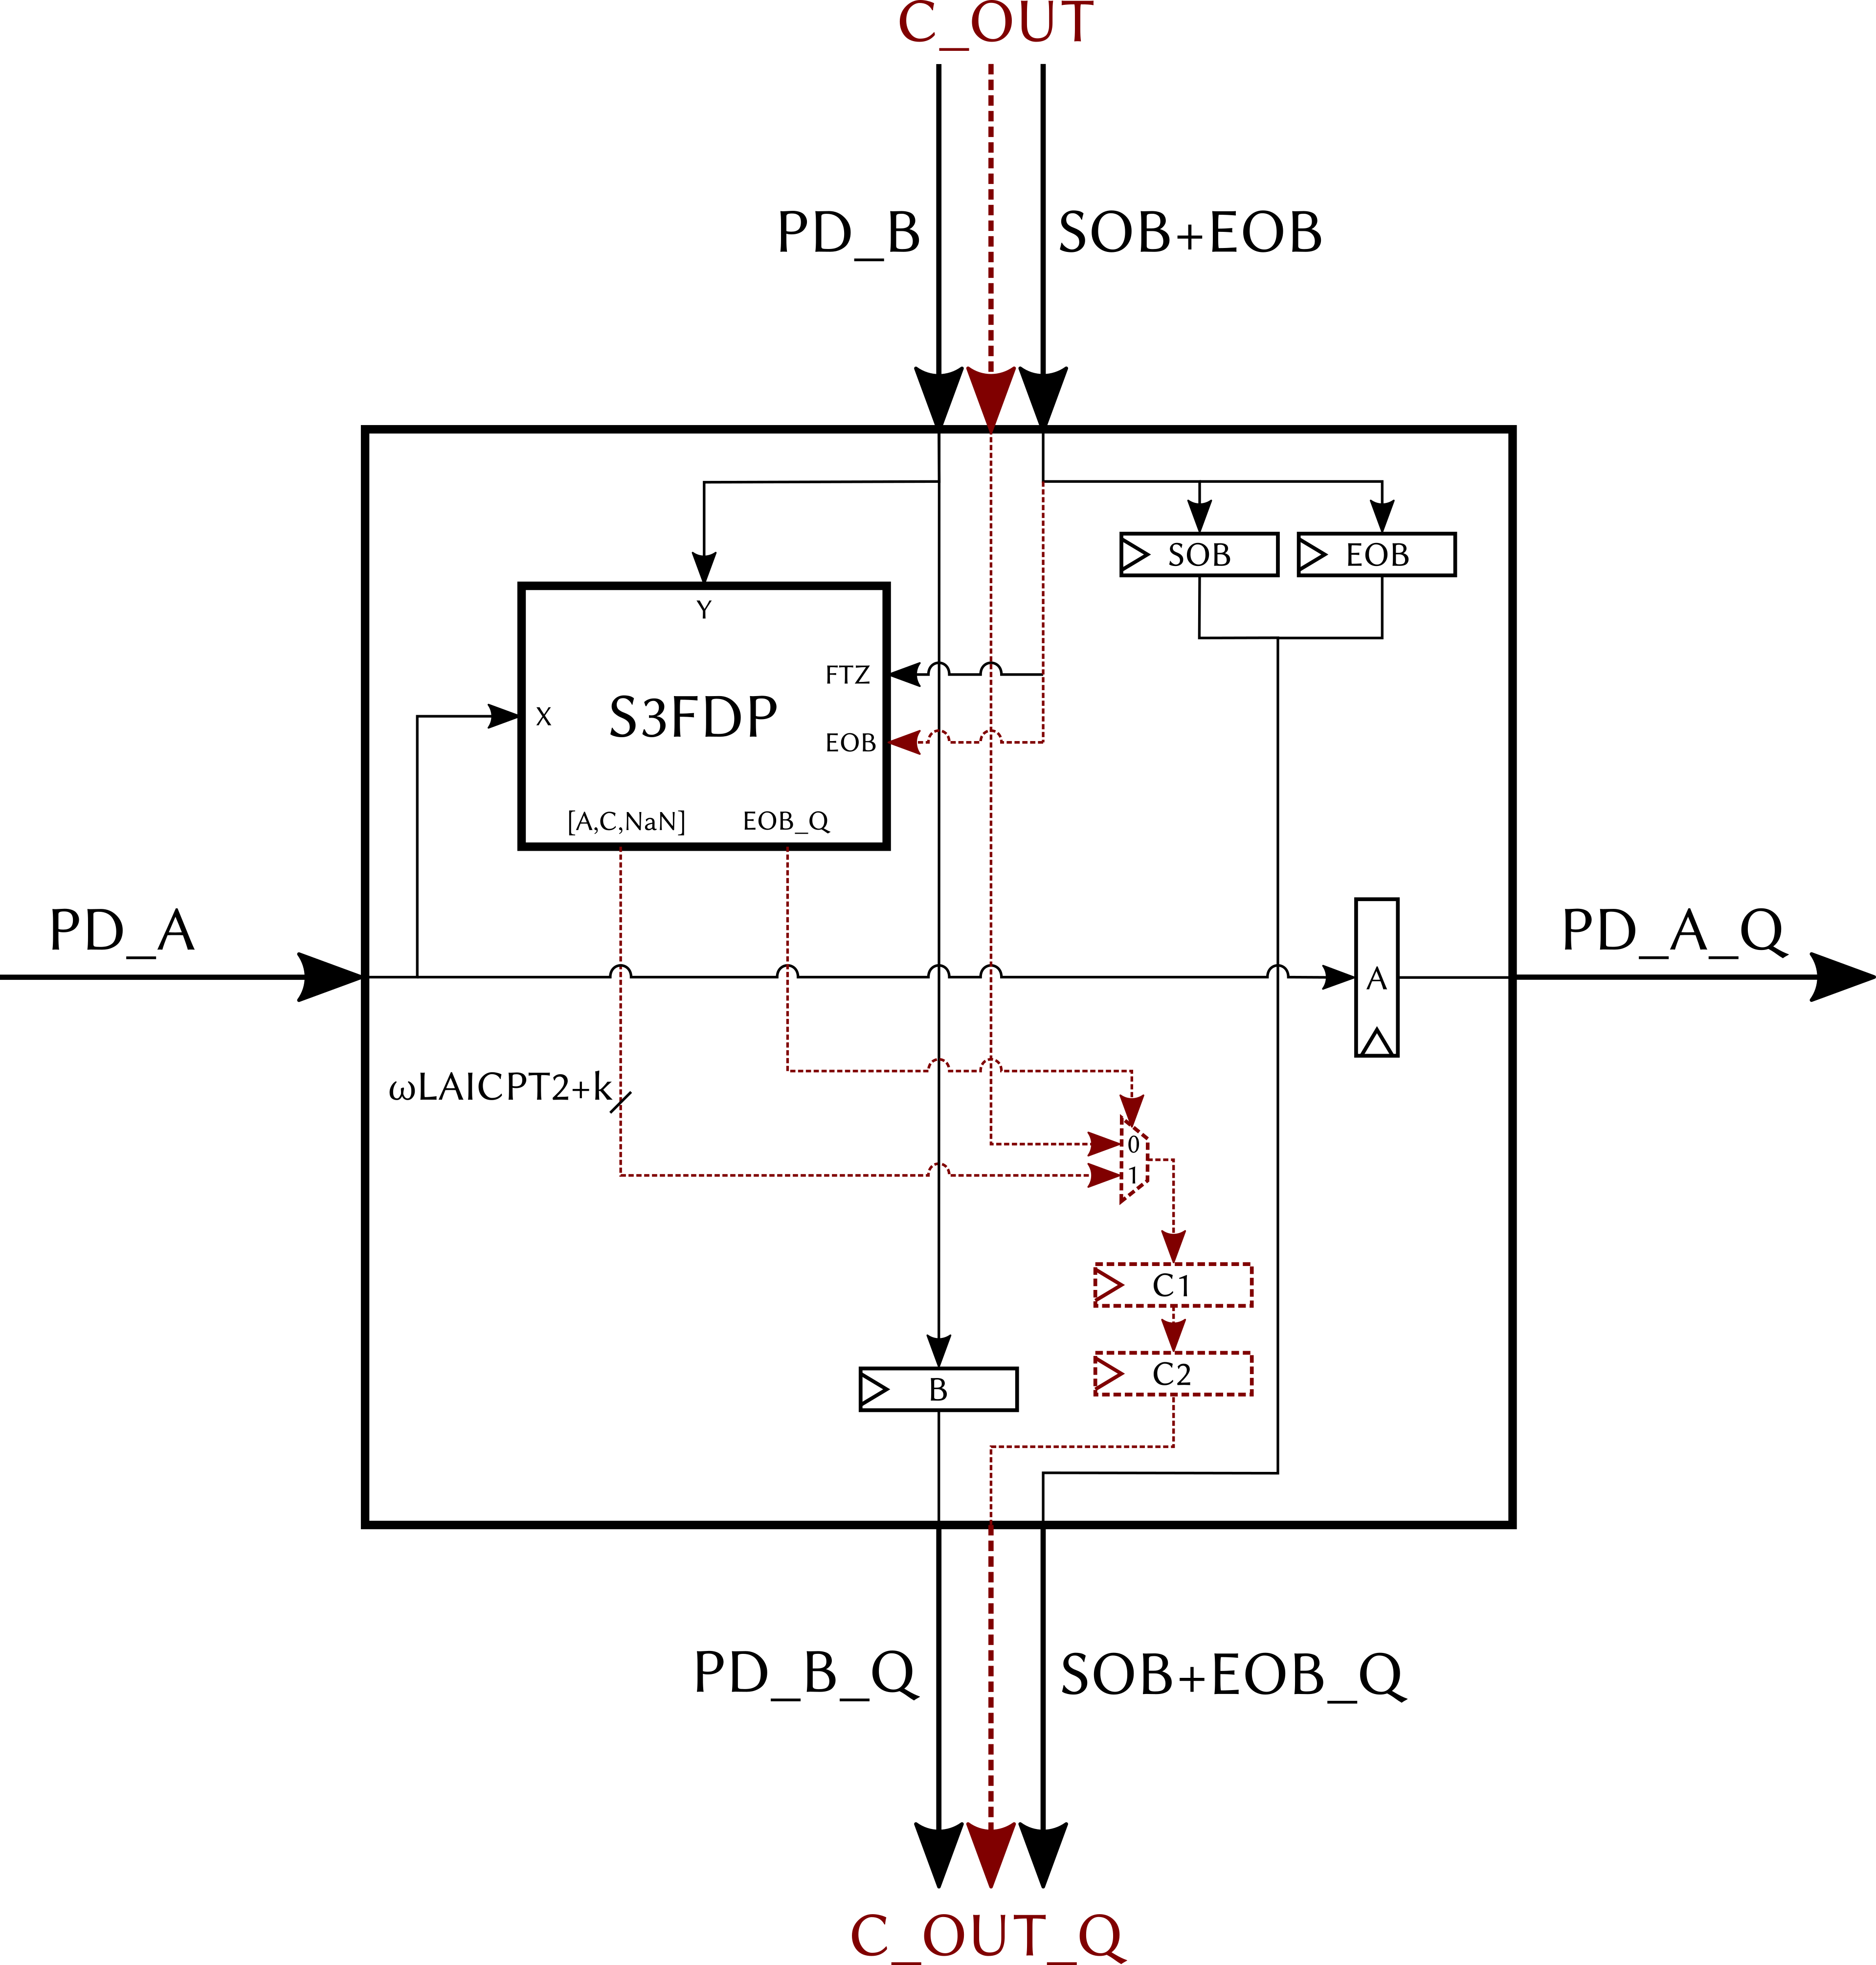 C_OUT
PD_B
SOB+EOB
SOB
EOB
Y
FTZ
X
S3FDP
EOB
[A,C,NaN]
EOB_Q
PD_A
A
PD_A_Q
ωLAICPT2+k
0
1
C1
C2
B
PD_B_Q
SOB+EOB_Q
C_OUT_Q